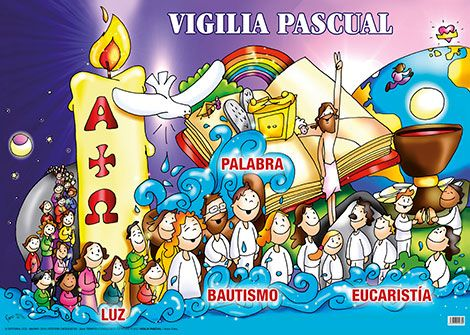 VIGILIA PASCUAL
Α
Ω
PALABRA
LUZ
BAUTISMO
EUCARISTÍA